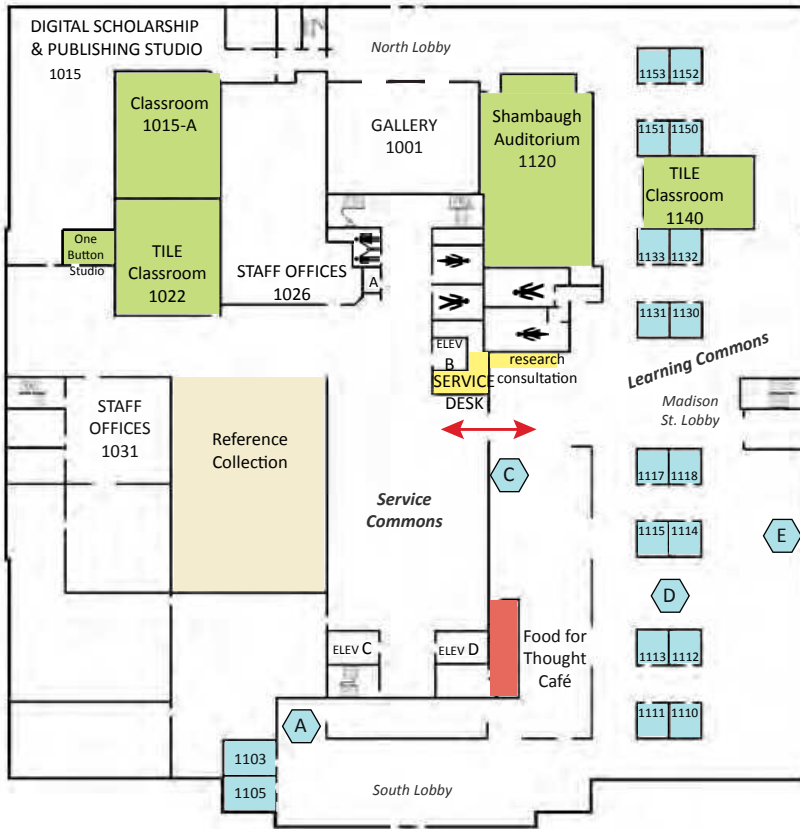 DIGITAL SCHOLARSHIP
& PUBLISHING STUDIO
1015
North Lobby
1153 1152
Classroom
1015-A
GALLERY
1001
Shambaugh
Auditorium
1120
1151 1150
TILE
Classroom
1140
One
Button
Studio
TILE
Classroom
1022
STAFF OFFICES
1026
A
1133 1132
1131 1130
ELEV
B
SERVICE
DESK
research
consultation
Learning Commons
Madison
St. Lobby
STAFF
OFFICES
1031
Reference
Collection
C
1117 1118
Service
Commons
1115 1114
E
D
ELEV C
ELEV D
Food for
Thought
Café
1113 1112
A
1111 1110
1103
1105
South Lobby